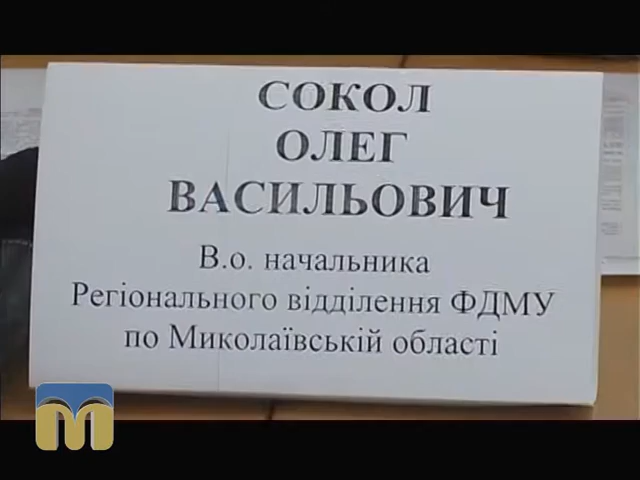 СОКОЛ
ОЛЕГ
ВАСИЛЬОВИЧ
В.о. начальника
Регіонального відділення ФДМУ
по Миколаївській області